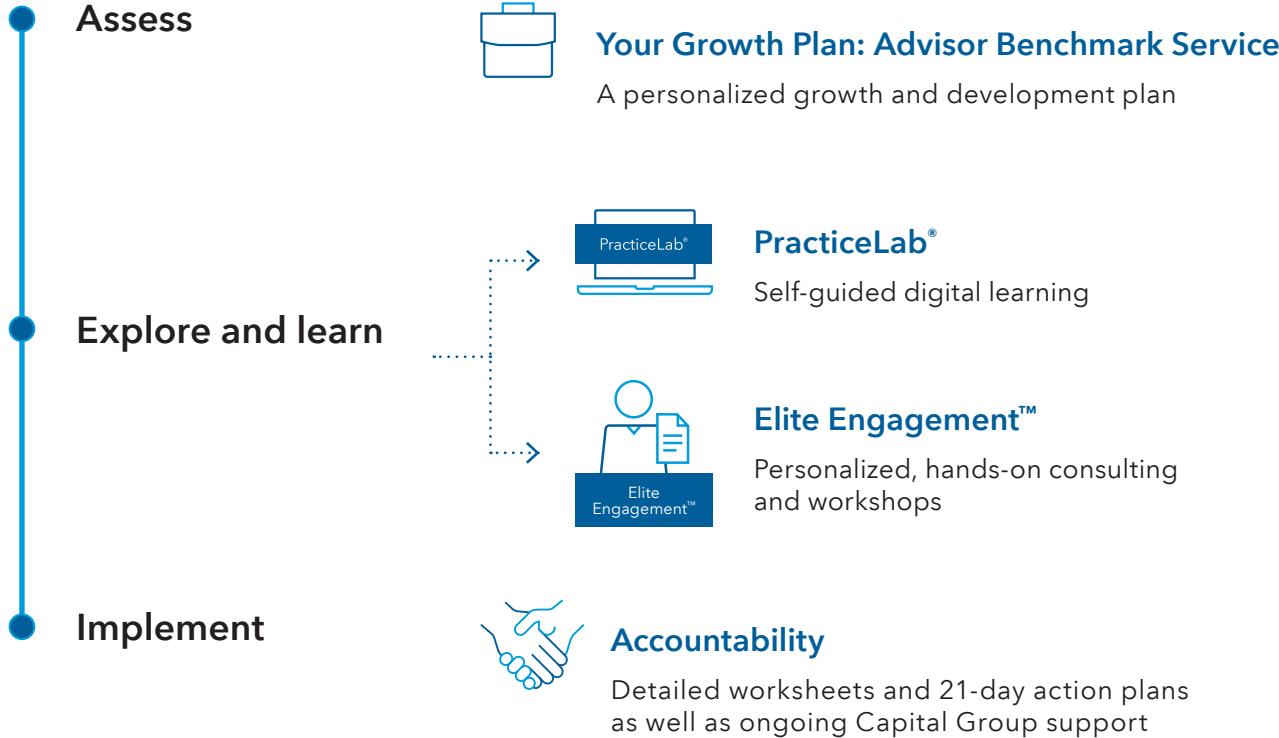 Assess
Your Growth Plan: Advisor Benchmark Service
A personalized growth and development plan
Explore and learn
PracticeLab®
PracticeLab®
Self-guided digital learning
Elite
Engagement™
Elite Engagement™
Personalized, hands-on consulting
and workshops
Implement
Accountability
Detailed worksheets and 21-day action plans
as well as ongoing Capital Group support